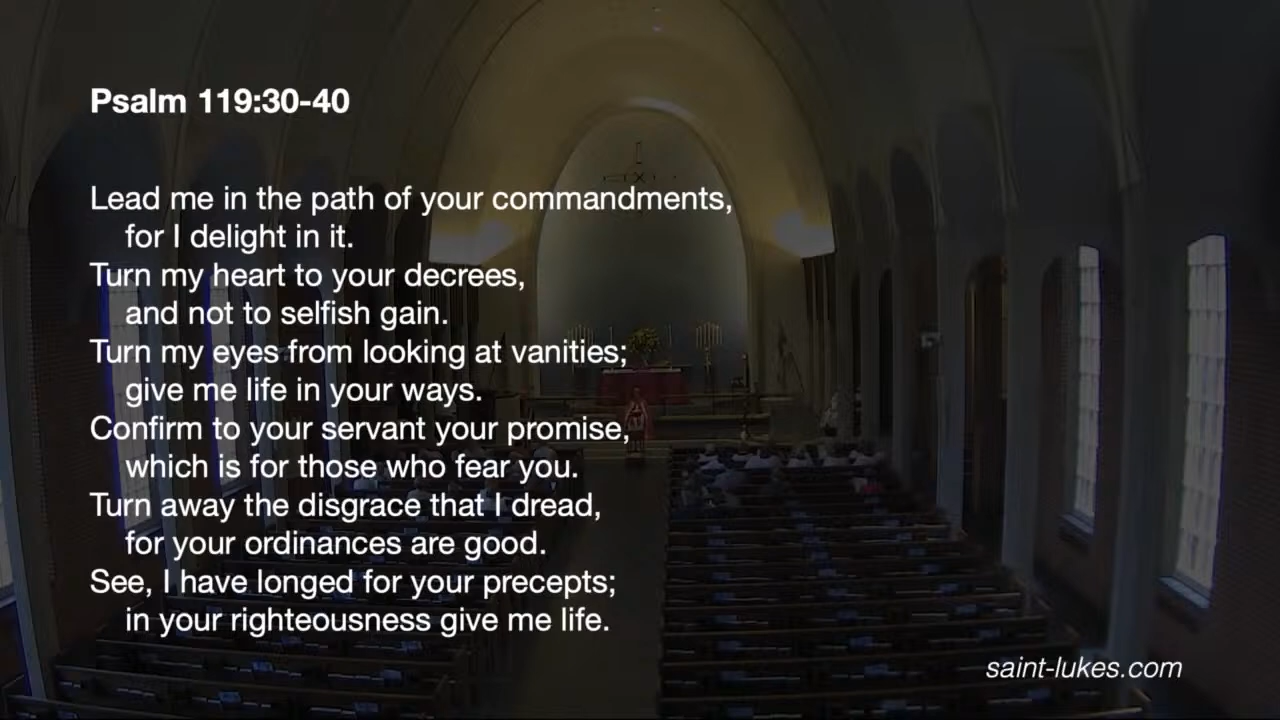 Psalm 119:30-40
Lead me in the path of your commandments,
for I delight in it.
Turn my heart to your decrees,
and not to selfish gain.
Turn my eyes from looking at vanities;
give me life in your ways.
Confirm to your servant your promise,
which is for those who fear you.
Turn away the disgrace that I dread,
for your ordinances are good.
See, I have longed for your precepts;
in your righteousness give me life.
saint-lukes.com